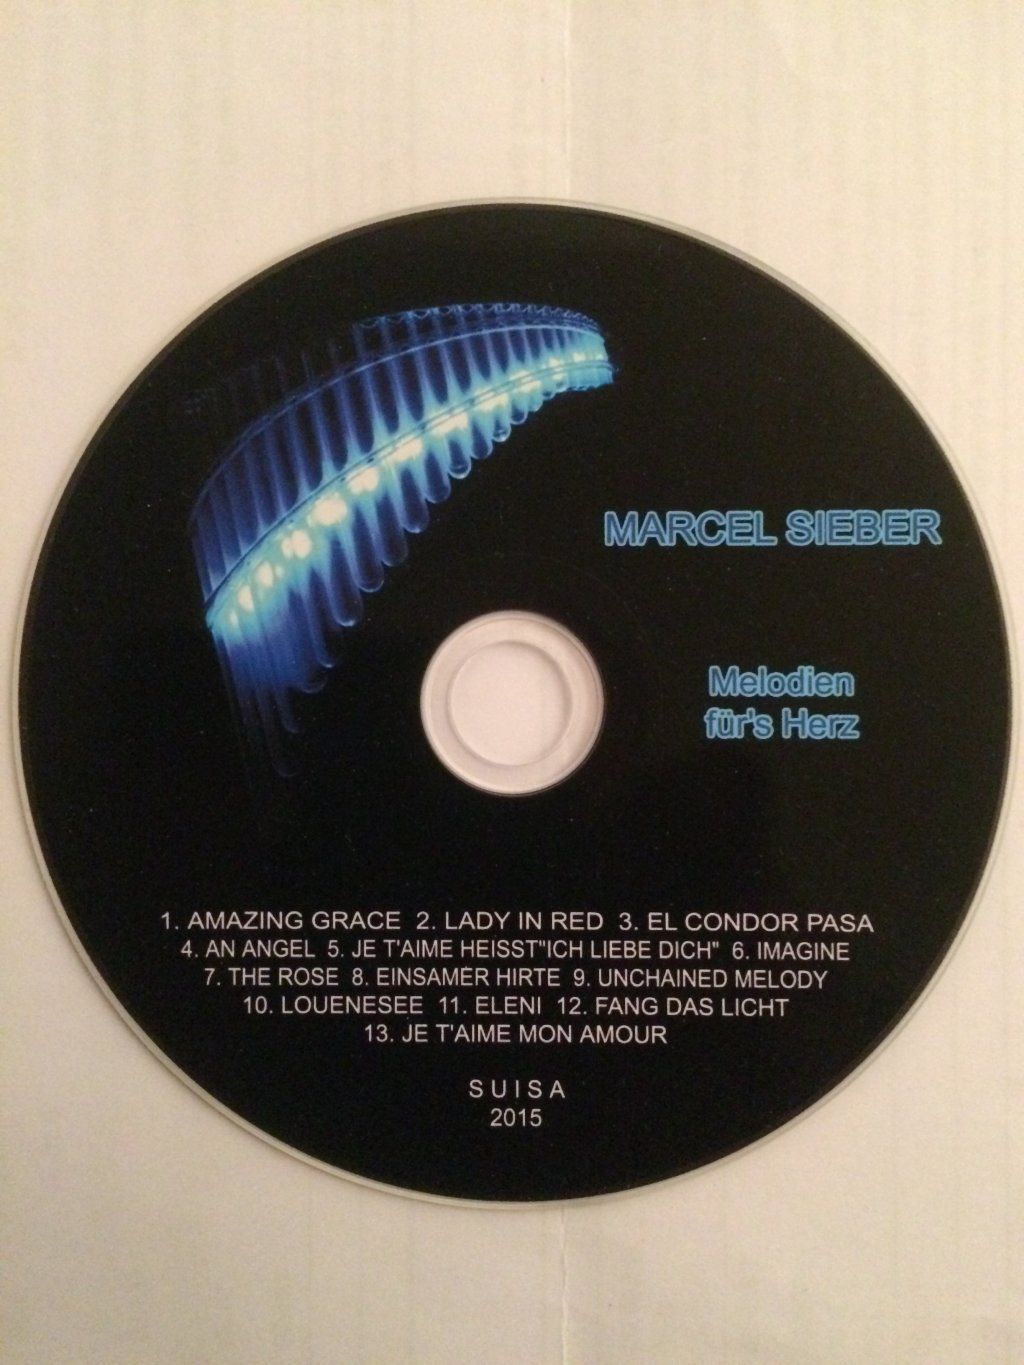 MARCEL SIEBER
Melodien
für's Herz
1. AMAZING GRACE 2. LADY IN RED 3. EL CONDOR PASA
4. AN ANGEL 5. JE T'AIME HEISST"ICH LIEBE DICH" 6. IMAGINE
7. THE ROSE 8. EINSAMER HIRTE 9. UNCHAINED MELODY
10. LOUENESEE 11. ELENI 12. FANG DAS LICHT
13. JE T'AIME MON AMOUR
S U I S A
2015